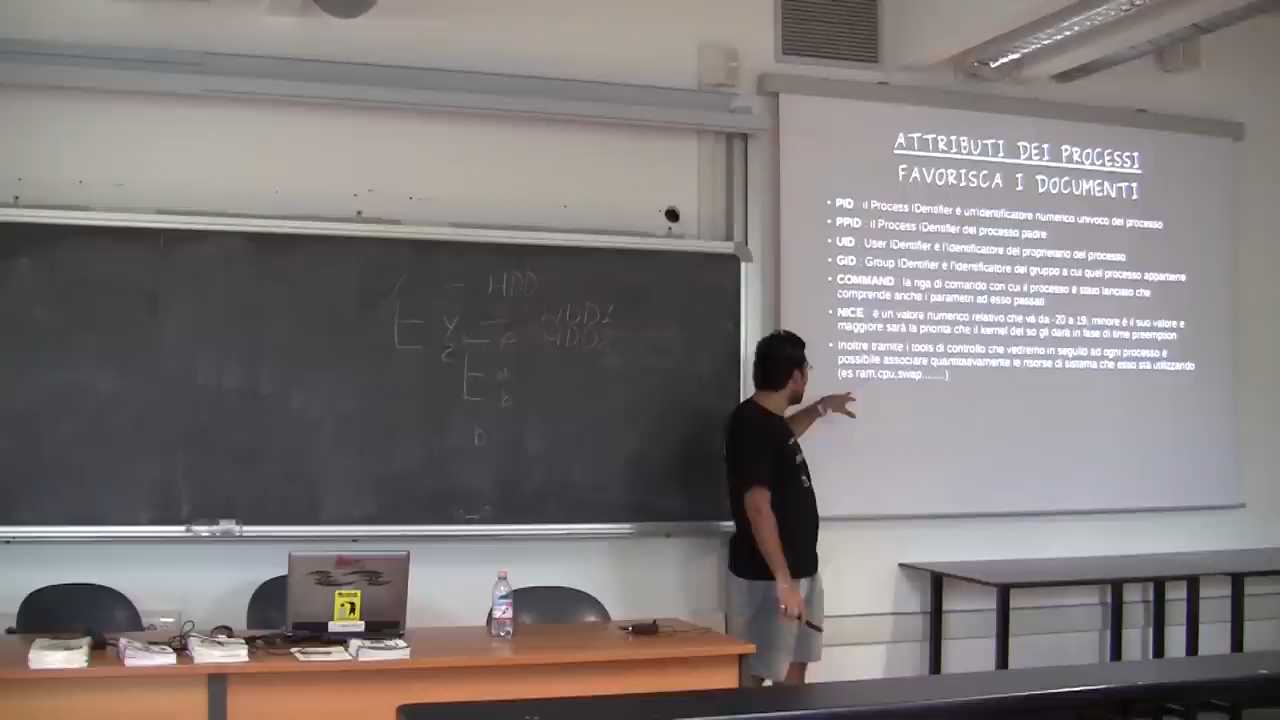 ATTRIBUTI DEI PROCESSI
FAVORISCA I DOCUMENTI
• PID : il Process IDentifier è un'identificatore numerico univoco del processo
• PPID : il Process IDentifier del processo padre
• UID : User IDentifier è l'identificatore del proprietario del processo
• GID : Group IDentifier è l'identificatore del gruppo a cui quel processo appartiene
• COMMAND : la riga di comando con cui il processo è stato lanciato che
comprende anche i parametri ad esso passati
• NICE : è un valore numerico relativo che và da -20 a 19, minore è il suo valore e
maggiore sarà la priorità che il kernel del so gli darà in fase di time preemption
• Inoltre tramite i tools di controllo che vedremo in seguito ad ogni processo è
possibile associare quantitativamente le risorse di sistema che esso sta utilizzando
(es ram,cpu,swap.......)
/ - HDD
HDD1
HDD2
a
b
b